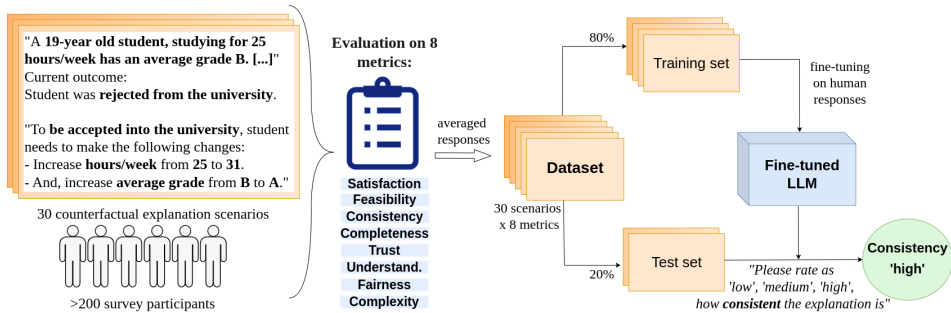 "A 19-year old student, studying for 25
hours/week has an average grade B. [...]"
Current outcome:
Student was rejected from the university.
"To be accepted into the university, student
needs to make the following changes:
- Increase hours/week from 25 to 31.
- And, increase average grade from B to A."
30 counterfactual explanation scenarios
>200 survey participants
Evaluation on 8
metrics:
Satisfaction
Feasibility
Consistency
Completeness
Trust
Understand.
Fairness
Complexity
averaged
responses
Dataset
30 scenarios
x 8 metrics
80%
Training set
20%
Test set
fine-tuning
on human
responses
Fine-tuned
LLM
"Please rate as
'low', 'medium', 'high',
how consistent the explanation is"
Consistency
'high'